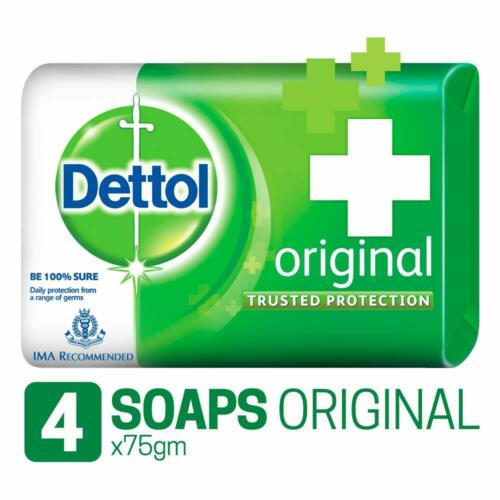 Dettol
BE 100% SURE
Daily protection from
a range of germs
IMA RECOMMENDED
original
TRUSTED PROTECTION
4 SOAPS ORIGINAL
x75gm